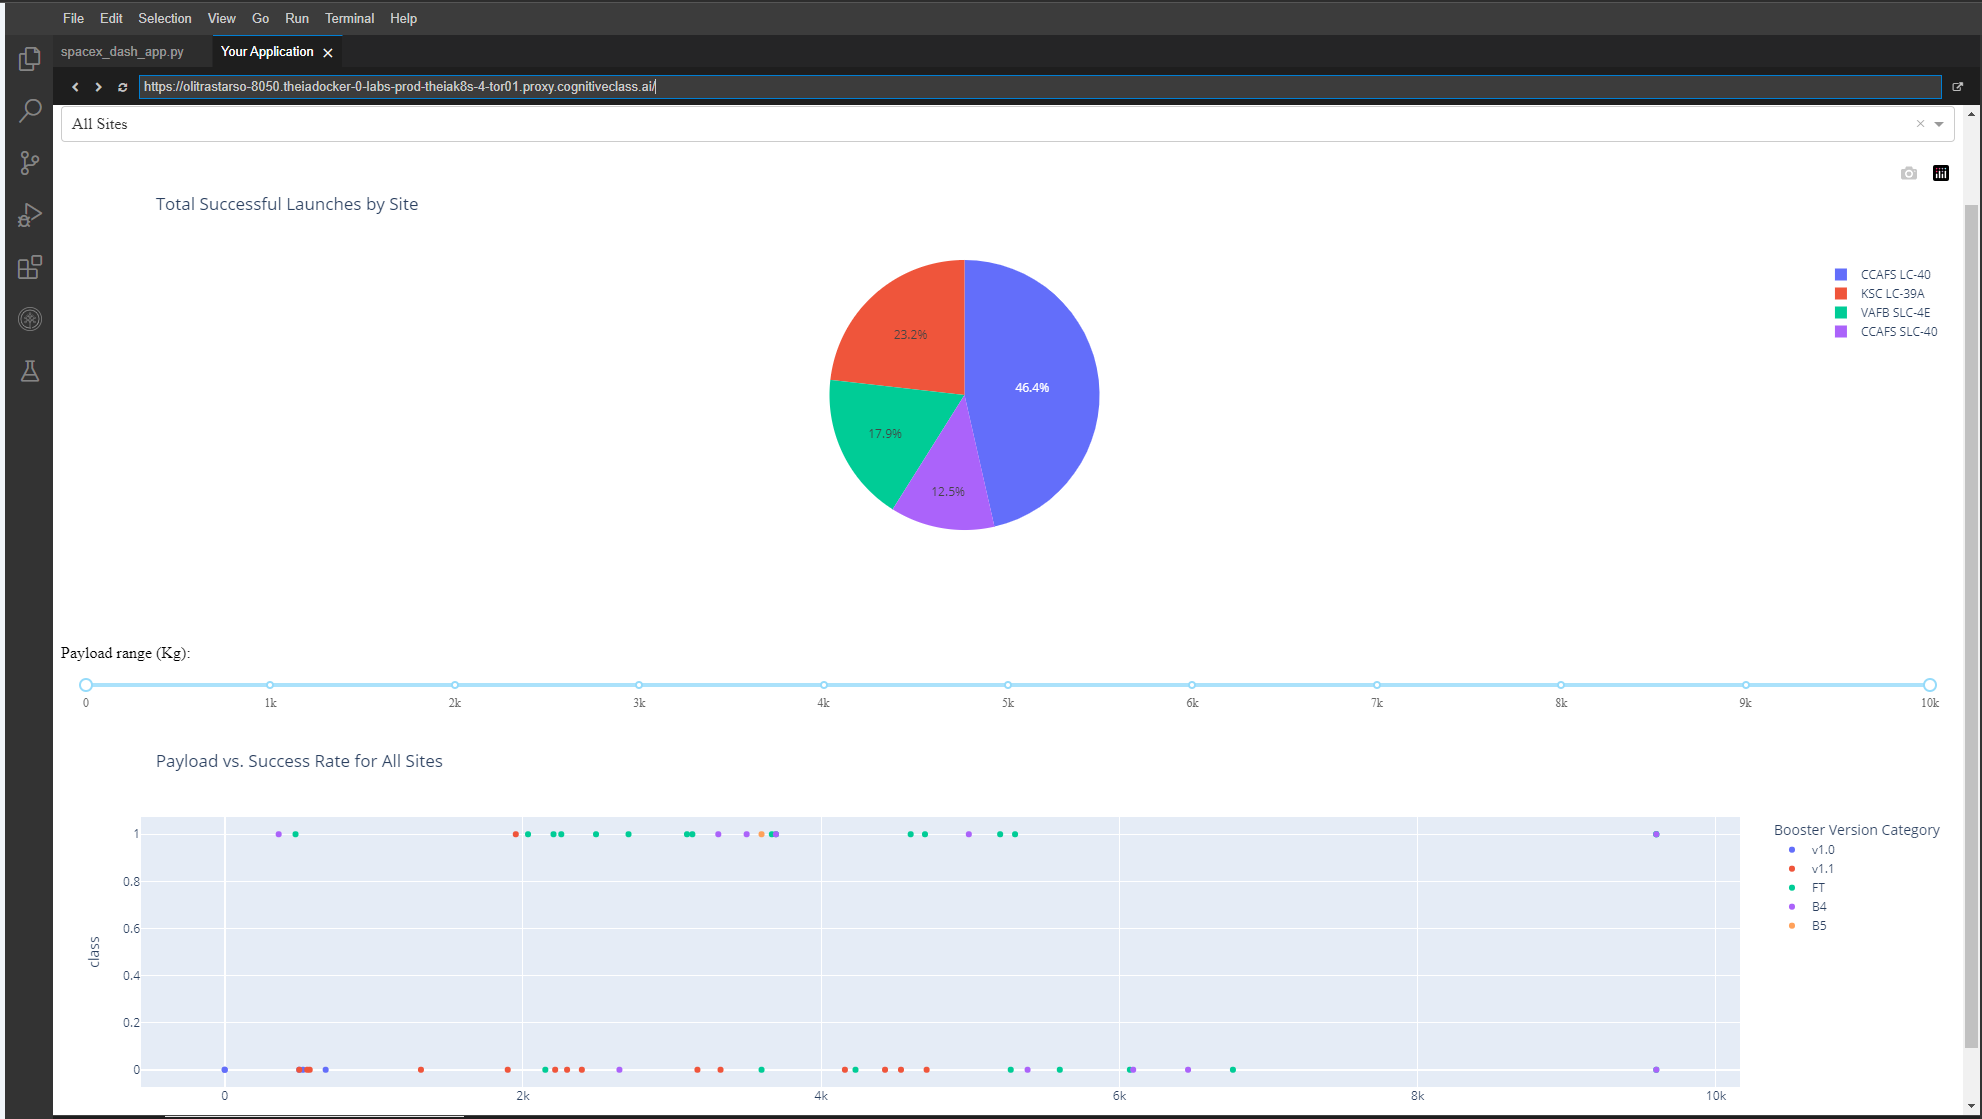 File Edit Selection View Go Run Terminal Help
spacex_dash_app.py Your Application
https://olitrastarso-8050.theiadocker-0-labs-prod-theiak8s-4-tor01.proxy.cognitiveclass.ai/
All Sites
Total Successful Launches by Site
CCAFS LC-40
KSC LC-39A
VAFB SLC-4E
CCAFS SLC-40
23.2%
46.4%
17.9%
12.5%
Payload range (Kg):
0 1k 2k 3k 4k 5k 6k 7k 8k 9k 10k
Payload vs. Success Rate for All Sites
Booster Version Category
v1.0
v1.1
FT
B4
B5
class
1
0.8
0.6
0.4
0.2
0
0 2k 4k 6k 8k 10k